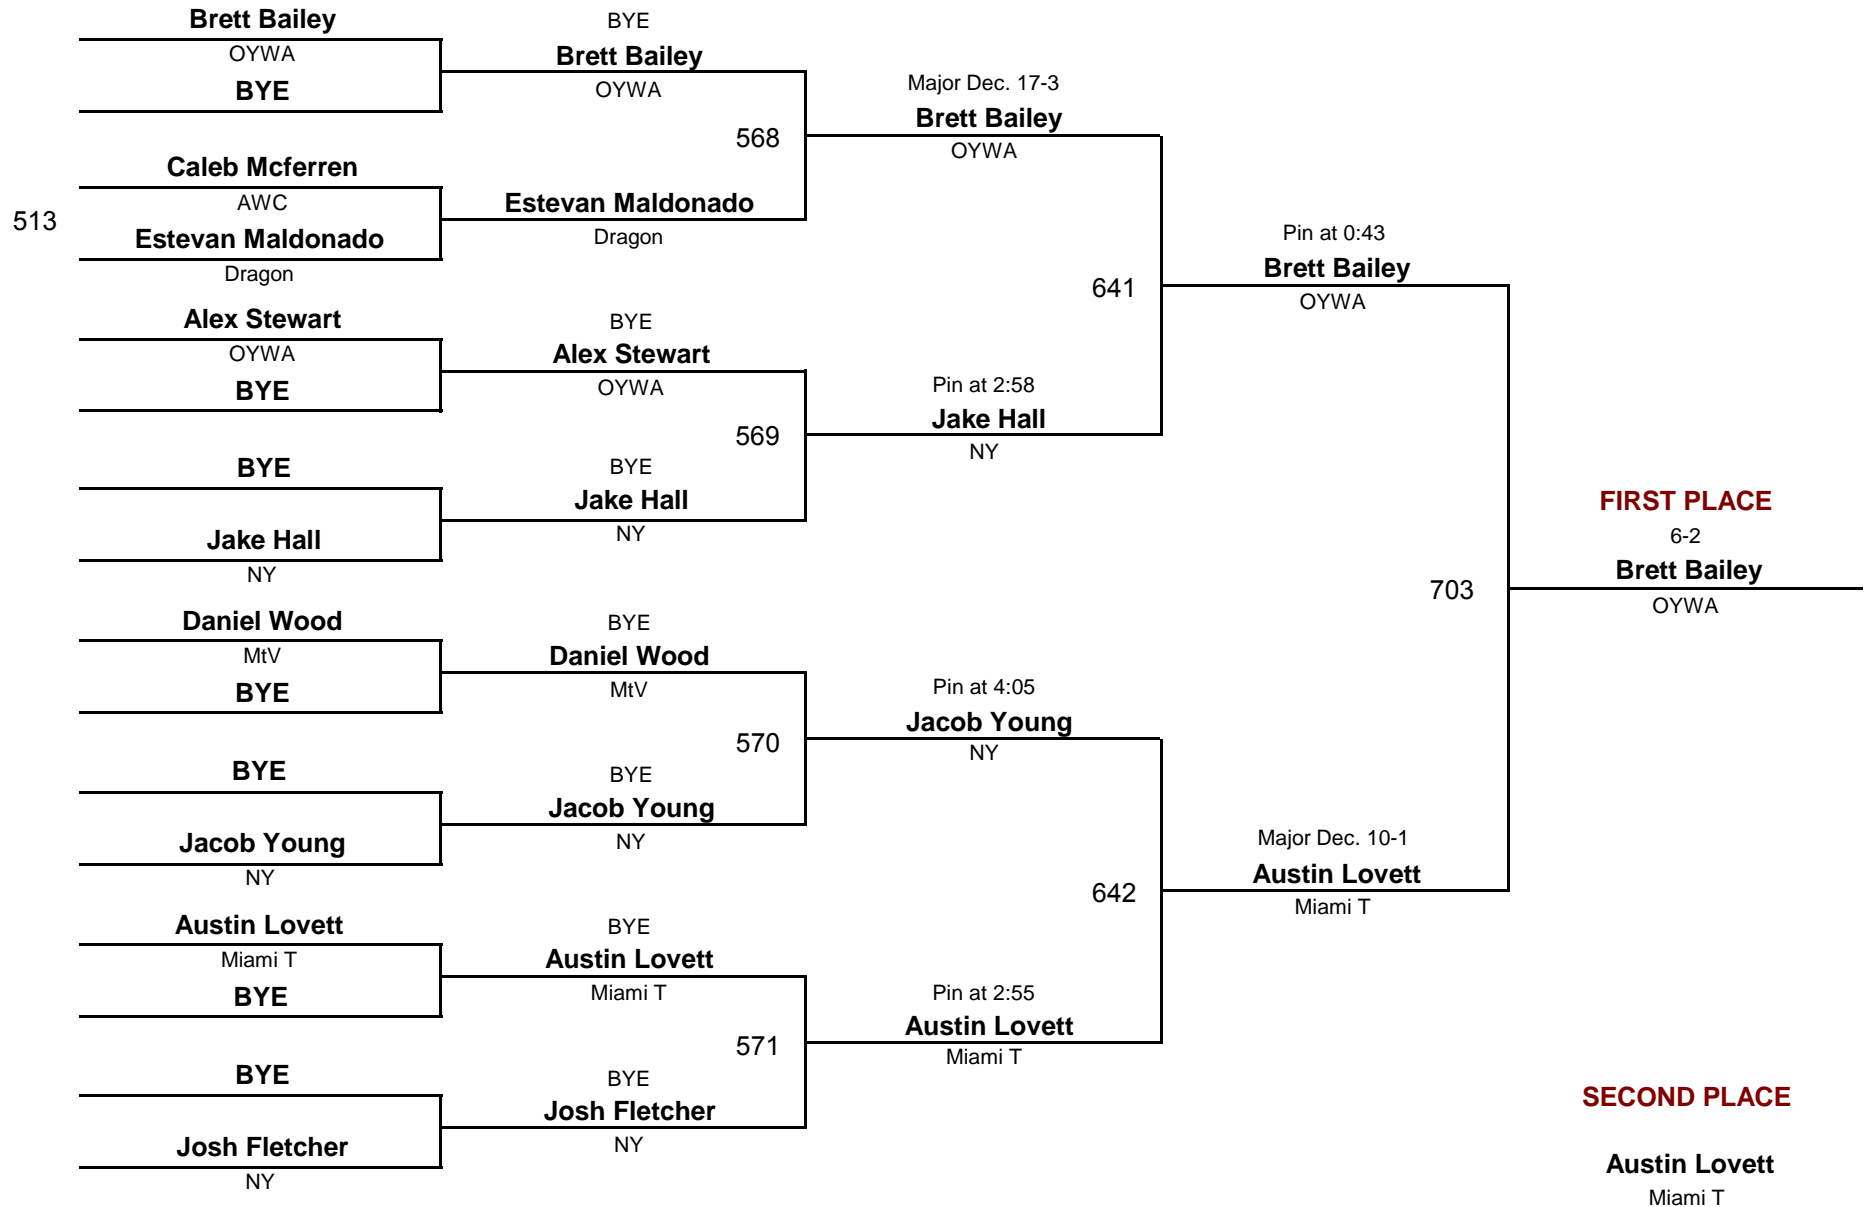 Brett Bailey
OYWA
BYE
513
Caleb Mcferren
AWC
Estevan Maldonado
Dragon
Alex Stewart
OYWA
BYE
BYE
Jake Hall
NY
Daniel Wood
MtV
BYE
BYE
Jacob Young
NY
Austin Lovett
Miami T
BYE
BYE
Josh Fletcher
NY
BYE
Brett Bailey
OYWA
568
Estevan Maldonado
Dragon
BYE
Alex Stewart
OYWA
569
BYE
Jake Hall
NY
BYE
Daniel Wood
MtV
570
BYE
Jacob Young
NY
BYE
Austin Lovett
Miami T
571
BYE
Josh Fletcher
NY
Major Dec. 17-3
Brett Bailey
OYWA
641
Pin at 2:58
Jake Hall
NY
Pin at 4:05
Jacob Young
NY
642
Pin at 2:55
Austin Lovett
Miami T
Pin at 0:43
Brett Bailey
OYWA
703
Major Dec. 10-1
Austin Lovett
Miami T
FIRST PLACE
6-2
Brett Bailey
OYWA
SECOND PLACE
Austin Lovett
Miami T